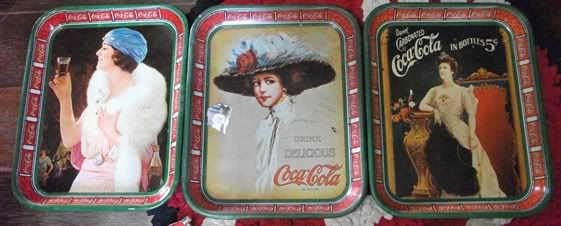 DRINK
DELICIOUS
Coca-Cola
DRINK
CARBONATED
Coca-Cola
IN BOTTLES 5¢